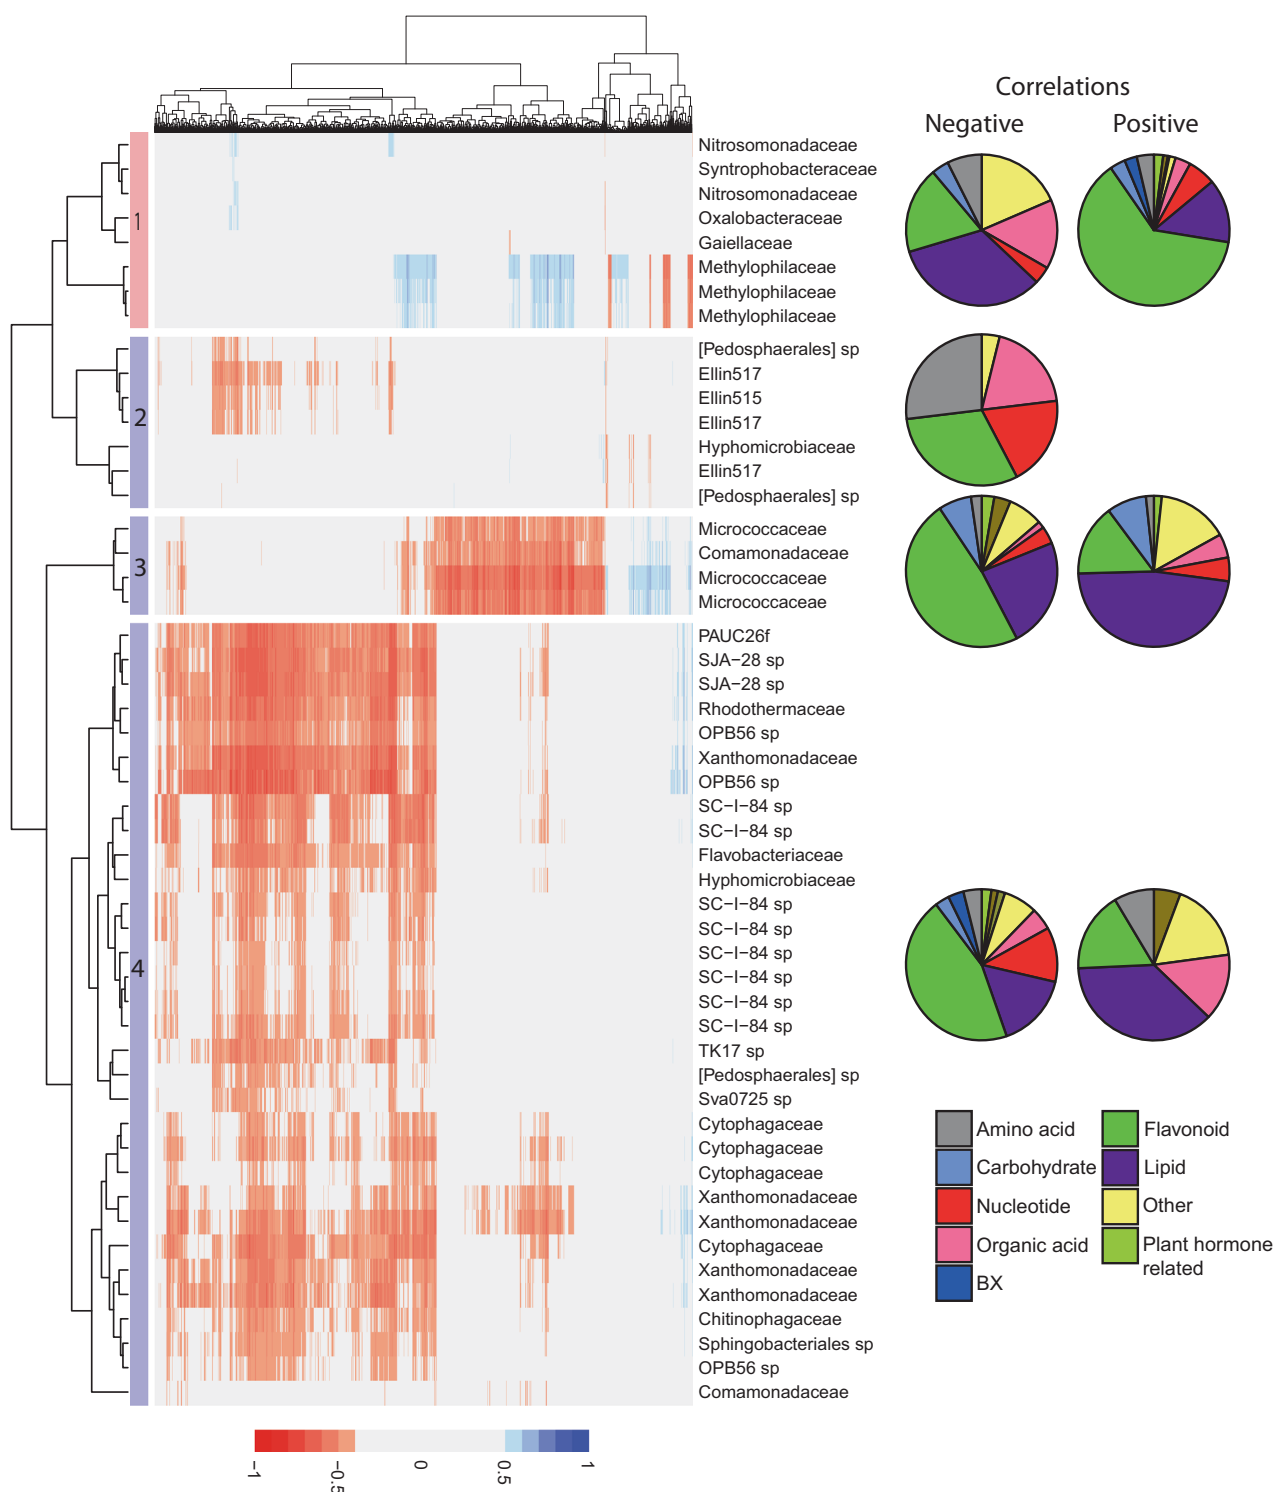 Correlations
Negative Positive
1
Nitrosomonadaceae
Syntrophobacteraceae
Nitrosomonadaceae
Oxalobacteraceae
Gaiellaceae
Methylophilaceae
Methylophilaceae
Methylophilaceae
2
[Pedosphaerales] sp
Ellin517
Ellin515
Ellin517
Hyphomicrobiaceae
Ellin517
[Pedosphaerales] sp
3
Micrococcaceae
Comamonadaceae
Micrococcaceae
Micrococcaceae
4
PAUC26f
SJA−28 sp
SJA−28 sp
Rhodothermaceae
OPB56 sp
Xanthomonadaceae
OPB56 sp
SC−I−84 sp
SC−I−84 sp
Flavobacteriaceae
Hyphomicrobiaceae
SC−I−84 sp
SC−I−84 sp
SC−I−84 sp
SC−I−84 sp
SC−I−84 sp
SC−I−84 sp
TK17 sp
[Pedosphaerales] sp
Sva0725 sp
Cytophagaceae
Cytophagaceae
Cytophagaceae
Xanthomonadaceae
Xanthomonadaceae
Cytophagaceae
Xanthomonadaceae
Xanthomonadaceae
Chitinophagaceae
Sphingobacteriales sp
OPB56 sp
Comamonadaceae
Amino acid
Carbohydrate
Nucleotide
Organic acid
BX
Flavonoid
Lipid
Other
Plant hormone
related
−1 −0.5 0 0.5 1